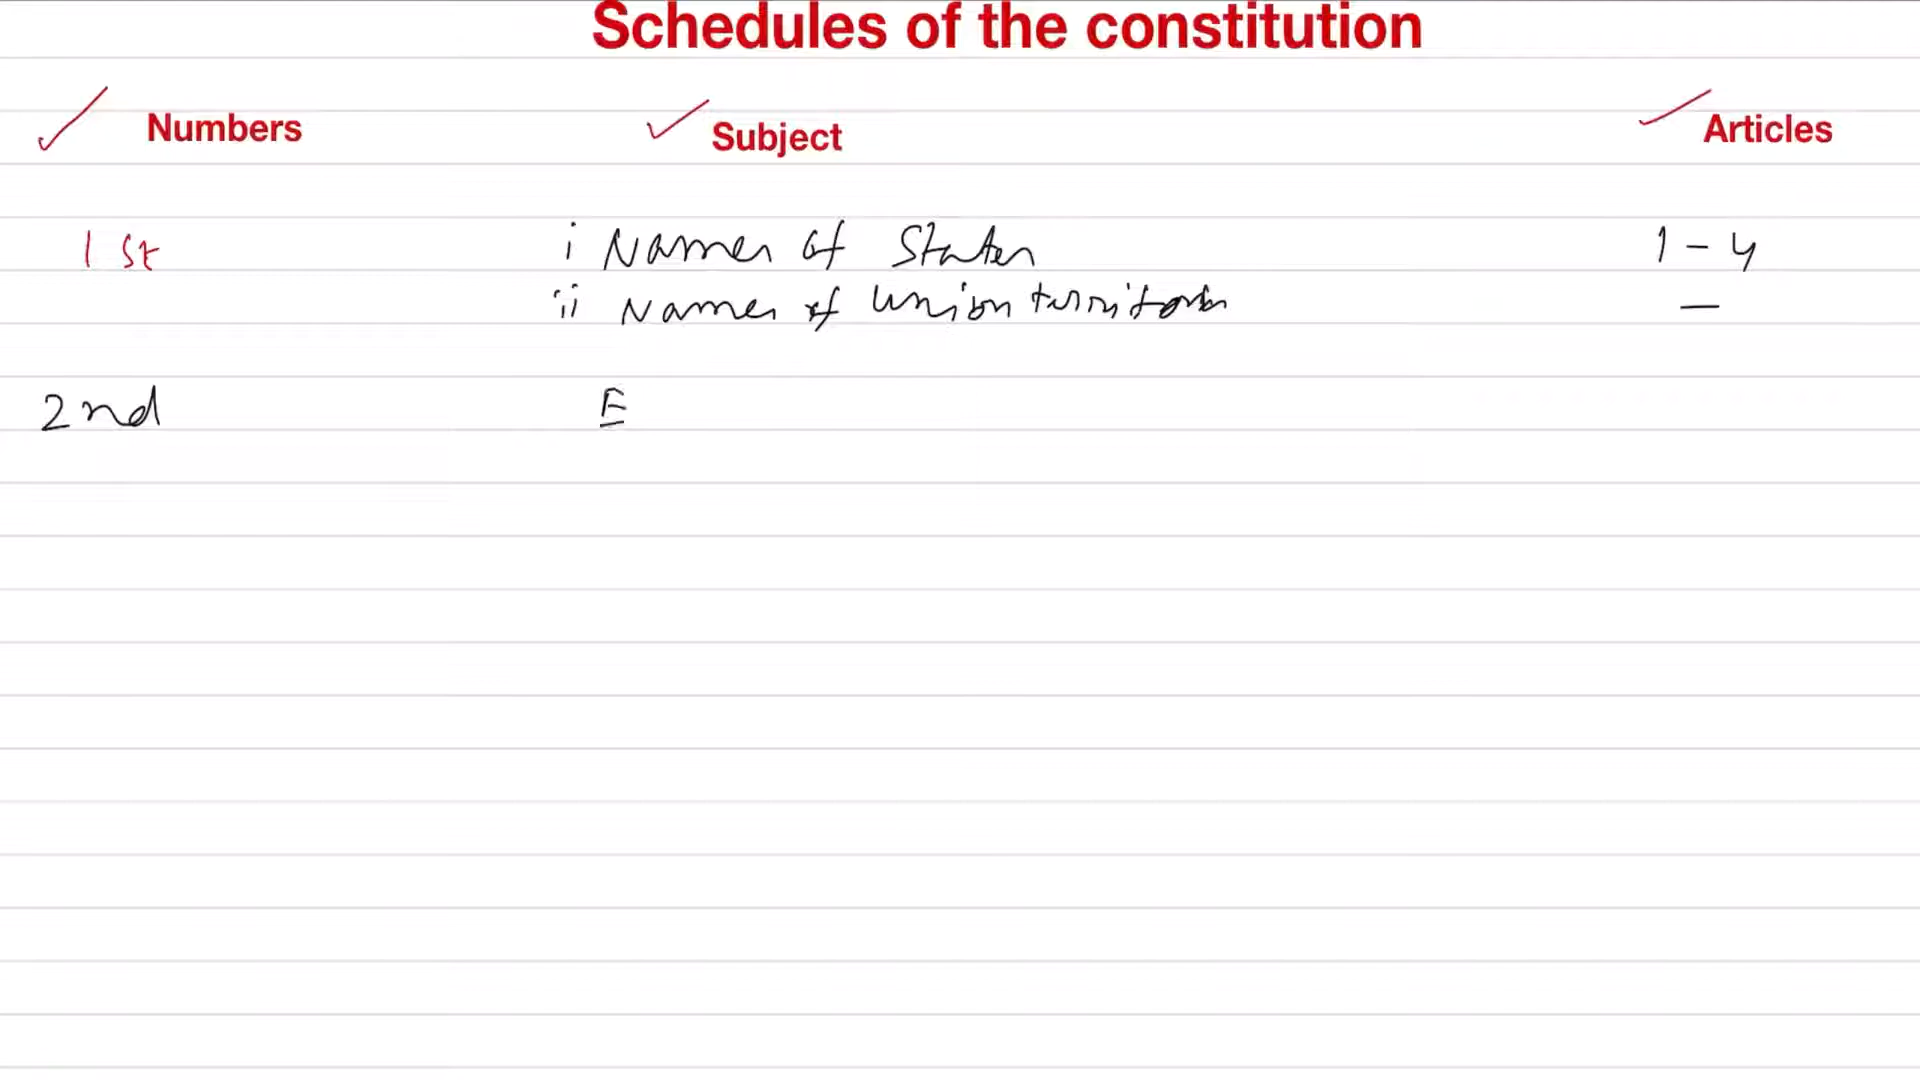 Schedules of the constitution
Numbers Subject Articles
1 st i Names of States 1 - 4
ii Names of Union territories —
2nd E